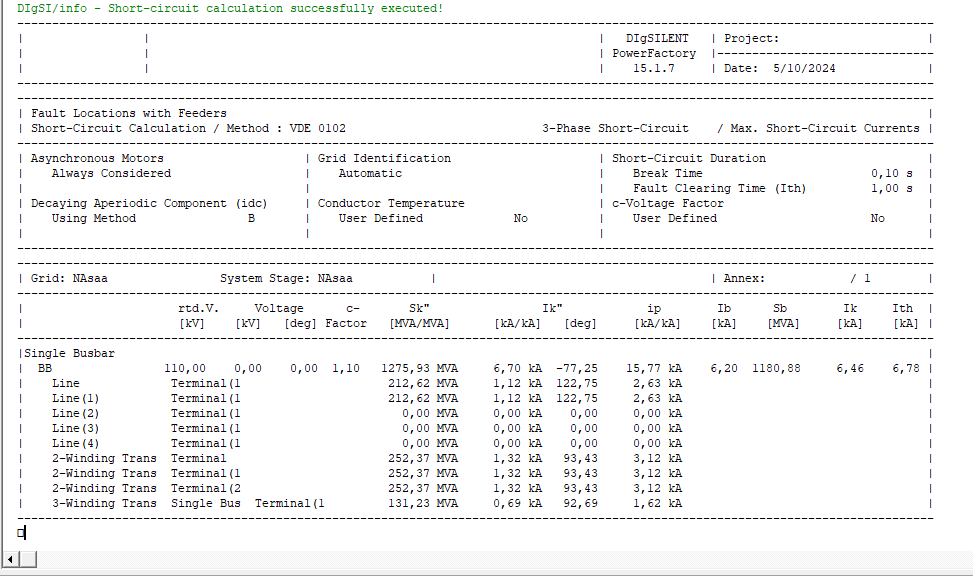 DIgSI/info - Short-circuit calculation successfully executed!
DIgSILENT | Project:
PowerFactory
15.1.7 | Date: 5/10/2024
Fault Locations with Feeders
Short-Circuit Calculation / Method : VDE 0102 3-Phase Short-Circuit / Max. Short-Circuit Currents
Asynchronous Motors | Grid Identification | Short-Circuit Duration
Always Considered | Automatic | Break Time 0,10 s
Fault Clearing Time (Ith) 1,00 s
Decaying Aperiodic Component (idc) | Conductor Temperature | c-Voltage Factor
Using Method B | User Defined No | User Defined No
Grid: NAsaa System Stage: NAsaa | Annex: / 1
rtd.V. Voltage c- Sk" Ik" ip Ib Sb Ik Ith
[kV] [kV] [deg] Factor [MVA/MVA] [kA/kA] [deg] [kA/kA] [kA] [MVA] [kA] [kA]
Single Busbar
BB 110,00 0,00 0,00 1,10 1275,93 MVA 6,70 kA -77,25 15,77 kA 6,20 1180,88 6,46 6,78
Line Terminal(1 212,62 MVA 1,12 kA 122,75 2,63 kA
Line(1) Terminal(1 212,62 MVA 1,12 kA 122,75 2,63 kA
Line(2) Terminal(1 0,00 MVA 0,00 kA 0,00 0,00 kA
Line(3) Terminal(1 0,00 MVA 0,00 kA 0,00 0,00 kA
Line(4) Terminal(1 0,00 MVA 0,00 kA 0,00 0,00 kA
2-Winding Trans Terminal 252,37 MVA 1,32 kA 93,43 3,12 kA
2-Winding Trans Terminal(1 252,37 MVA 1,32 kA 93,43 3,12 kA
2-Winding Trans Terminal(2 252,37 MVA 1,32 kA 93,43 3,12 kA
3-Winding Trans Single Bus Terminal(1 131,23 MVA 0,69 kA 92,69 1,62 kA